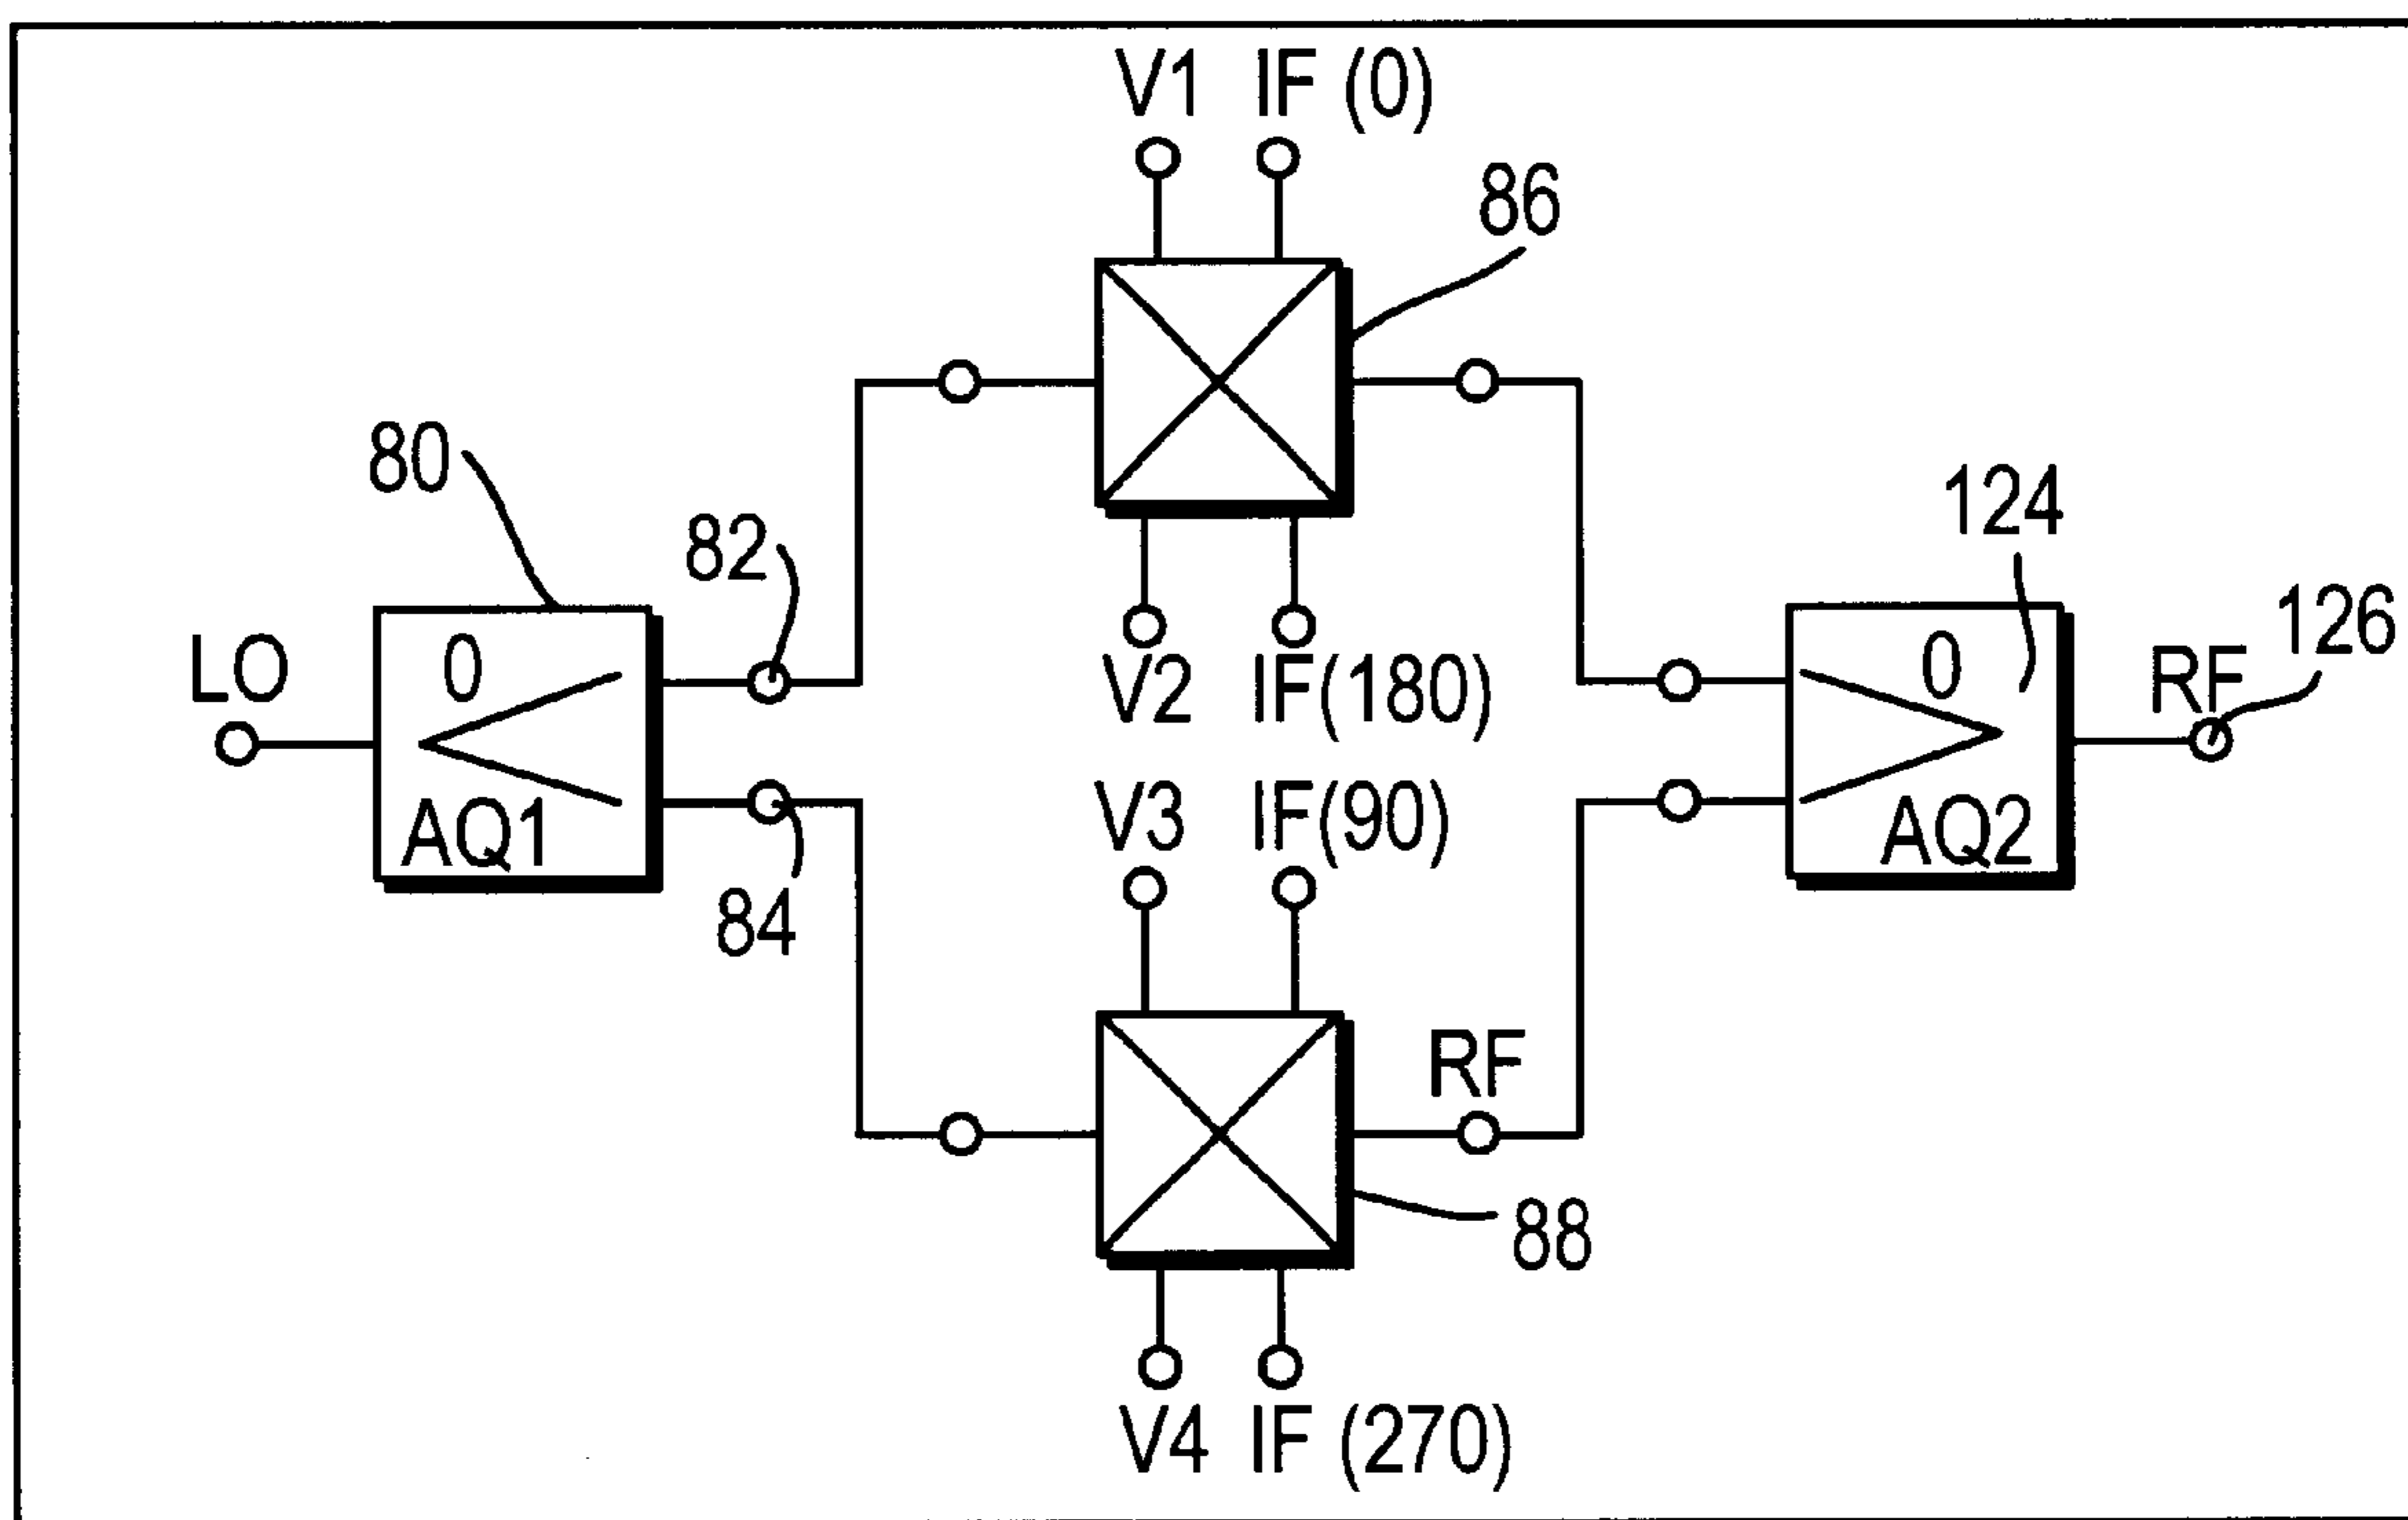 V1 IF (0)
86
80
82
124
LO
0
V2 IF(180)
0
RF
126
AQ1
V3 IF(90)
AQ2
84
RF
88
V4 IF (270)